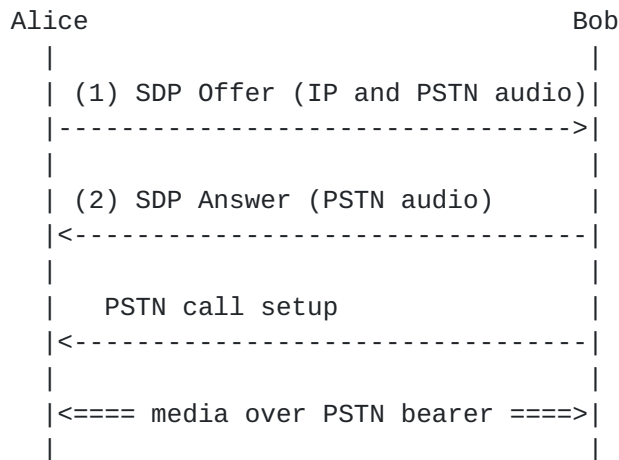 Alice Bob
(1) SDP Offer (IP and PSTN audio)
(2) SDP Answer (PSTN audio)
PSTN call setup
media over PSTN bearer